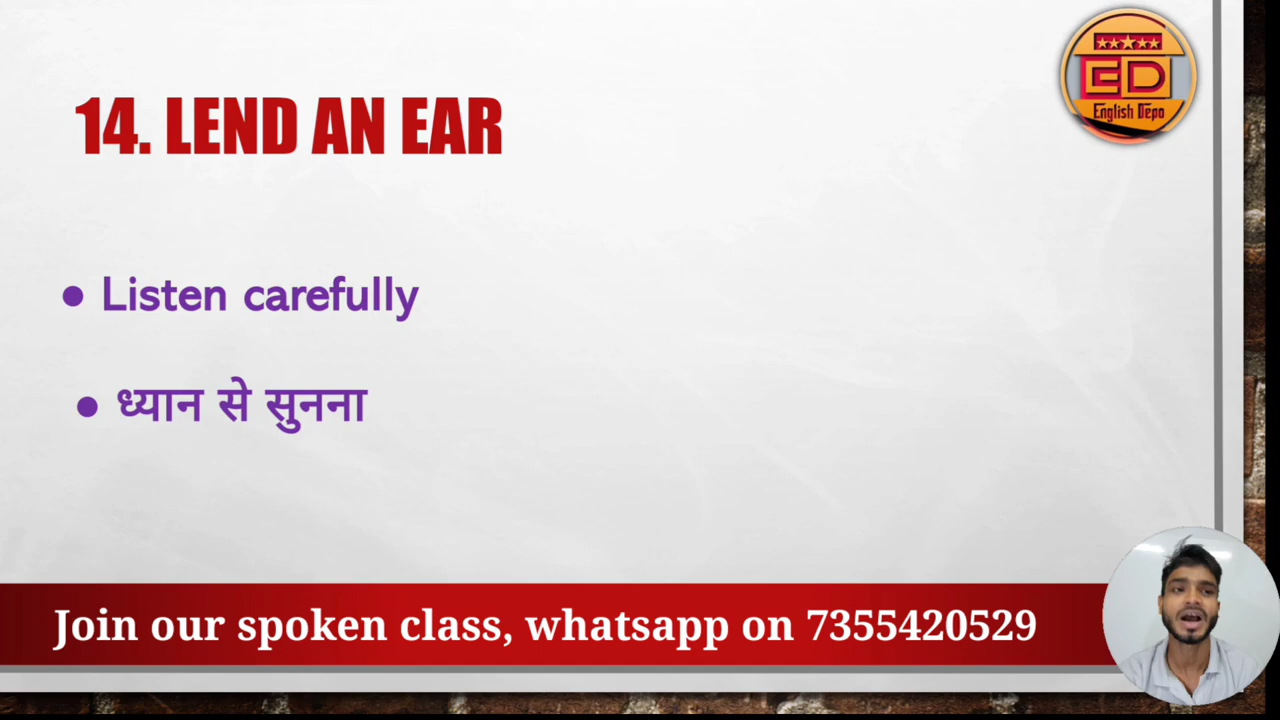 ED
English Depo
14. LEND AN EAR
• Listen carefully
• ध्यान से सुनना
Join our spoken class, whatsapp on 7355420529